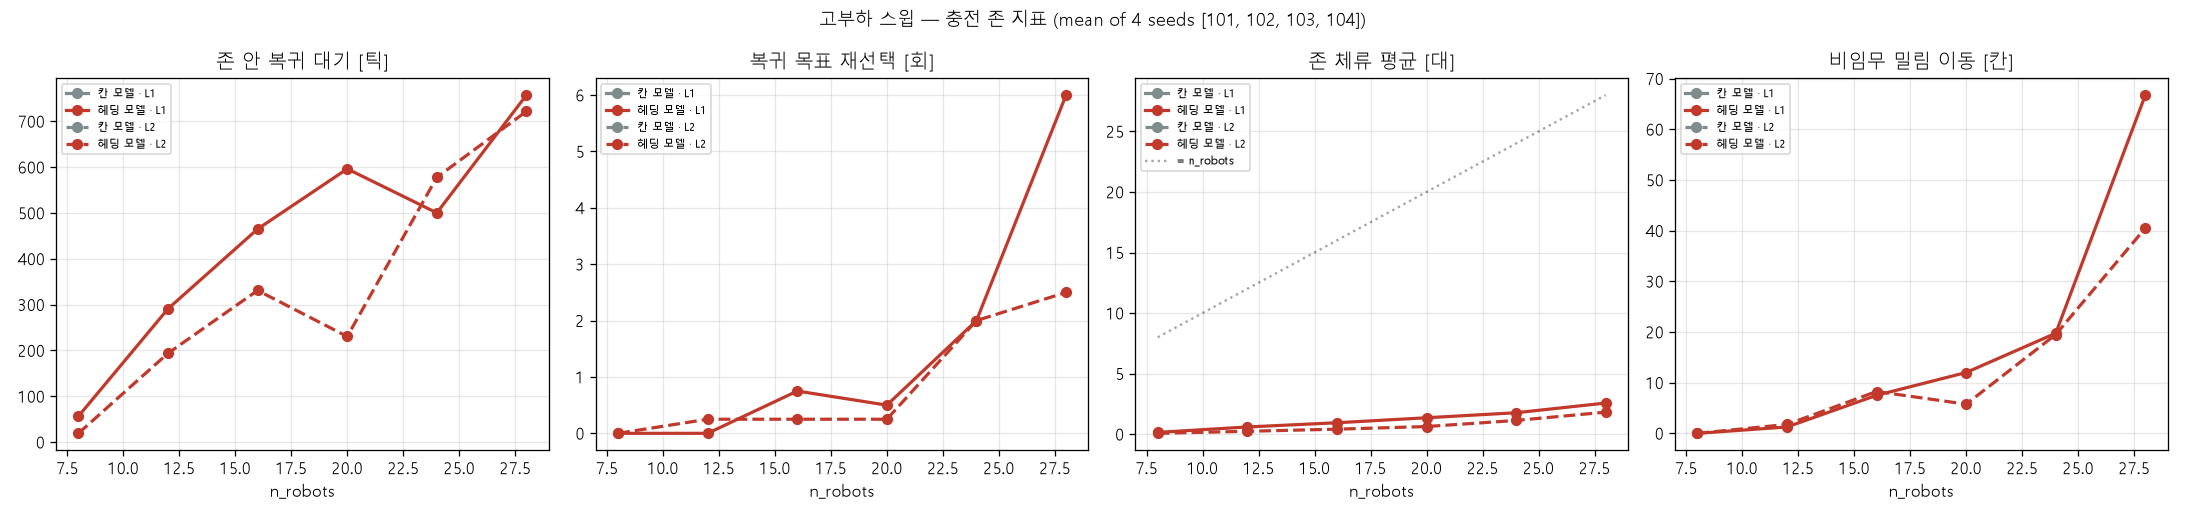 고부하 스윕 — 충전 존 지표 (mean of 4 seeds [101, 102, 103, 104])
존 안 복귀 대기 [틱]
칸 모델 · L1
헤딩 모델 · L1
칸 모델 · L2
헤딩 모델 · L2
700
600
500
400
300
200
100
0
7.5 10.0 12.5 15.0 17.5 20.0 22.5 25.0 27.5
n_robots
복귀 목표 재선택 [회]
칸 모델 · L1
헤딩 모델 · L1
칸 모델 · L2
헤딩 모델 · L2
6
5
4
3
2
1
0
7.5 10.0 12.5 15.0 17.5 20.0 22.5 25.0 27.5
n_robots
존 체류 평균 [대]
칸 모델 · L1
헤딩 모델 · L1
칸 모델 · L2
헤딩 모델 · L2
= n_robots
25
20
15
10
5
0
7.5 10.0 12.5 15.0 17.5 20.0 22.5 25.0 27.5
n_robots
비임무 밀림 이동 [칸]
칸 모델 · L1
헤딩 모델 · L1
칸 모델 · L2
헤딩 모델 · L2
70
60
50
40
30
20
10
0
7.5 10.0 12.5 15.0 17.5 20.0 22.5 25.0 27.5
n_robots